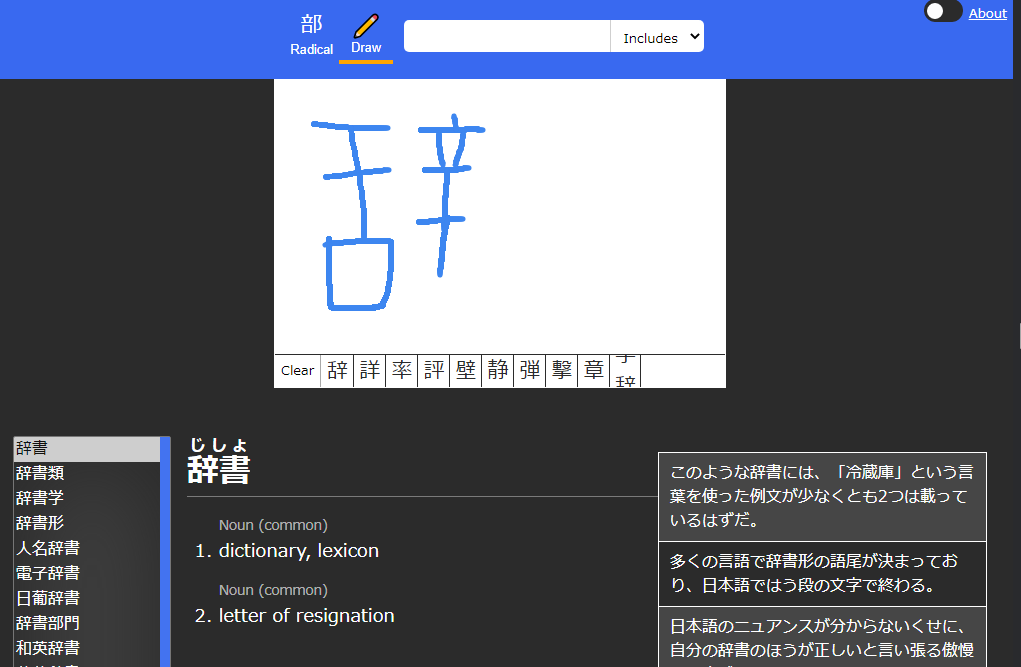 About
部
Radical
Draw
Includes
辞
Clear
辞
詳
率
評
壁
静
弾
撃
章
辞書
辞書類
辞書学
辞書形
人名辞書
電子辞書
日葡辞書
辞書部門
和英辞書
じしょ
辞書
Noun (common)
1. dictionary, lexicon
Noun (common)
2. letter of resignation
このような辞書には、「冷蔵庫」という言
葉を使った例文が少なくとも2つは載って
いるはずだ。
多くの言語で辞書形の語尾が決まってお
り、日本語ではう段の文字で終わる。
日本語のニュアンスが分からないくせに、
自分の辞書のほうが正しいと言い張る傲慢